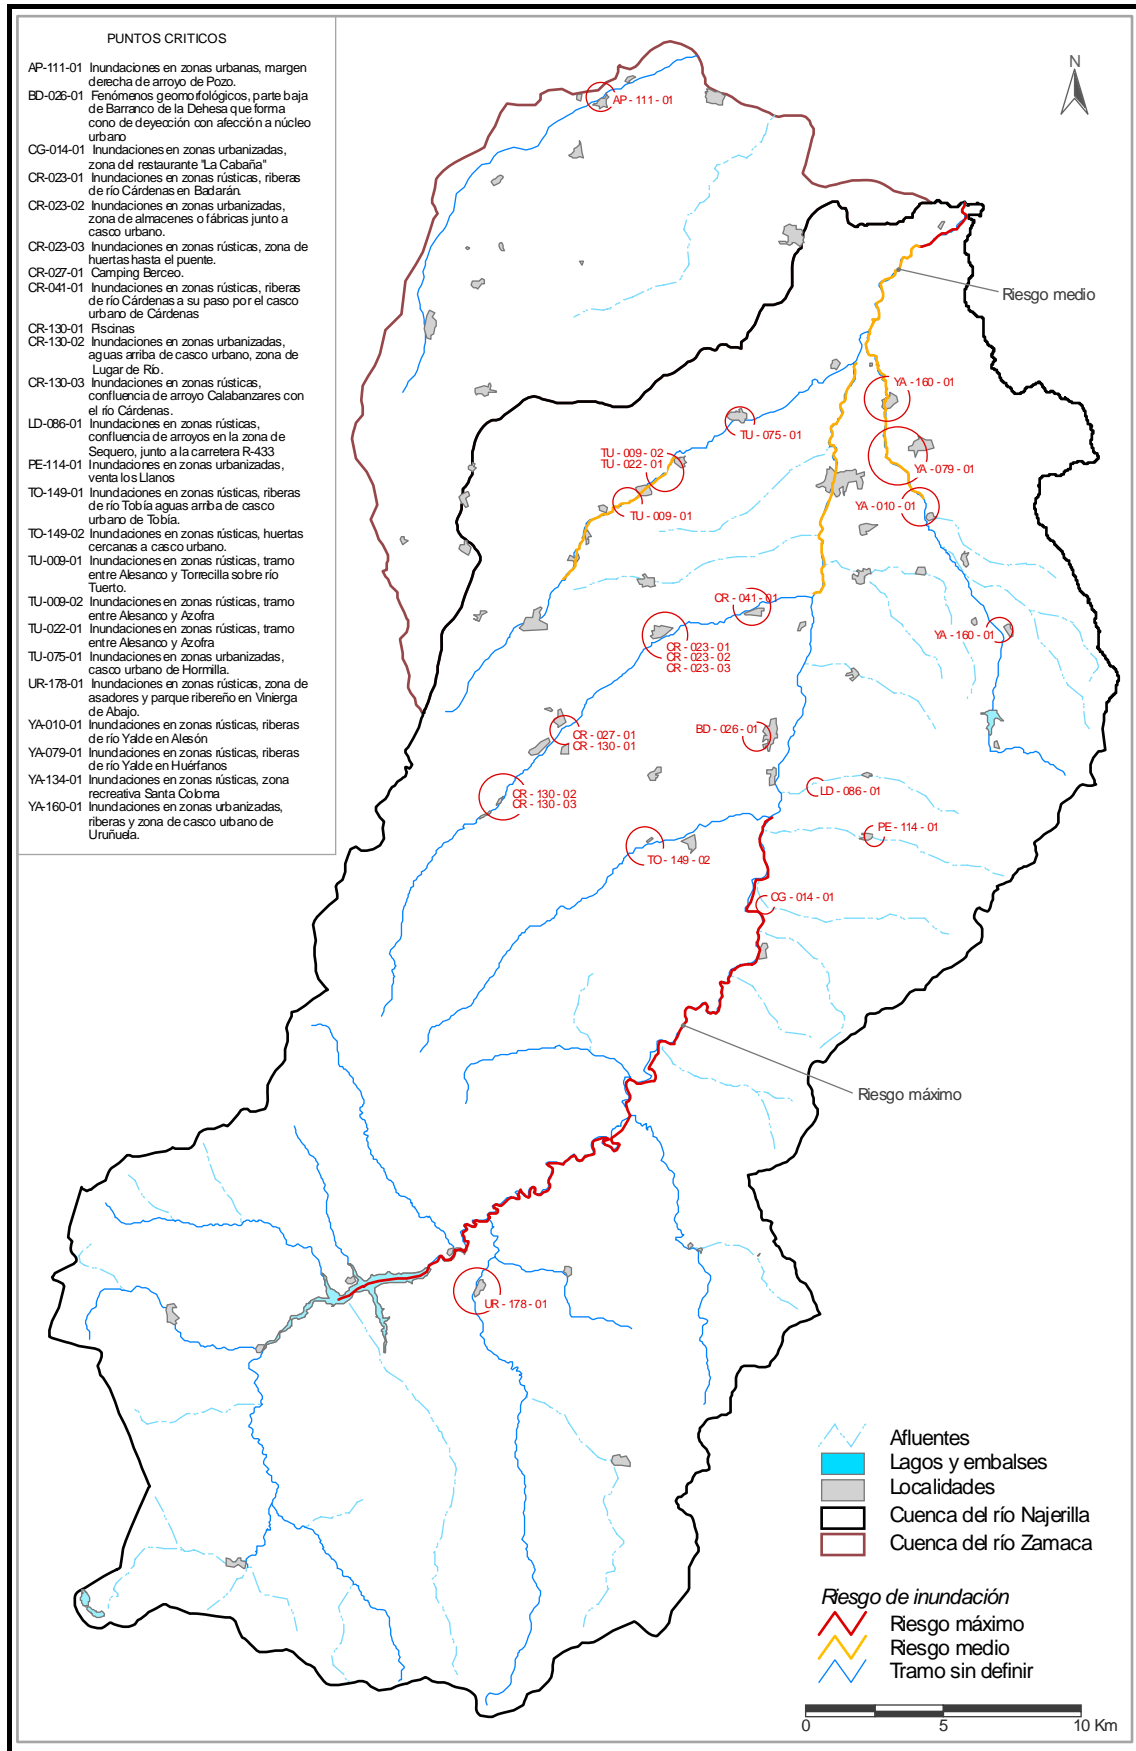 PUNTOS CRITICOS
AP-111-01 Inundaciones en zonas urbanas, margen
derecha de arroyo de Pozo.
BD-026-01 Fenómenos geomorfológicos, parte baja
de Barranco de la Dehesa que forma
cono de deyección con afección a núcleo
urbano
CG-014-01 Inundaciones en zonas urbanizadas,
zona del restaurante "La Cabaña"
CR-023-01 Inundaciones en zonas rústicas, riberas
de río Cárdenas en Badarán.
CR-023-02 Inundaciones en zonas urbanizadas,
zona de almacenes o fábricas junto a
casco urbano.
CR-023-03 Inundaciones en zonas rústicas, zona de
huertas hasta el puente.
CR-027-01 Camping Berceo.
CR-041-01 Inundaciones en zonas rústicas, riberas
de río Cárdenas a su paso por el casco
urbano de Cárdenas
CR-130-01 Piscinas
CR-130-02 Inundaciones en zonas urbanizadas,
aguas arriba de casco urbano, zona de
Lugar de Río.
CR-130-03 Inundaciones en zonas rústicas,
confluencia de arroyo Calabanzares con
el río Cárdenas.
LD-086-01 Inundaciones en zonas rústicas,
confluencia de arroyos en la zona de
Sequero, junto a la carretera R-433
PE-114-01 Inundaciones en zonas urbanizadas,
venta los Llanos
TO-149-01 Inundaciones en zonas rústicas, riberas
de río Tobía aguas arriba de casco
urbano de Tobía.
TO-149-02 Inundaciones en zonas rústicas, huertas
cercanas a casco urbano.
TU-009-01 Inundaciones en zonas rústicas, tramo
entre Alesanco y Torrecilla sobre río
Tuerto.
TU-009-02 Inundaciones en zonas rústicas, tramo
entre Alesanco y Azofra
TU-022-01 Inundaciones en zonas rústicas, tramo
entre Alesanco y Azofra
TU-075-01 Inundaciones en zonas urbanizadas,
casco urbano de Hormilla.
UR-178-01 Inundaciones en zonas rústicas, zona de
asadores y parque ribereño en Vinierga
de Abajo.
YA-010-01 Inundaciones en zonas rústicas, riberas
de río Yalde en Alesón
YA-079-01 Inundaciones en zonas rústicas, riberas
de río Yalde en Huérfanos
YA-134-01 Inundaciones en zonas rústicas, zona
recreativa Santa Coloma
YA-160-01 Inundaciones en zonas urbanizadas,
riberas y zona de casco urbano de
Uruñuela.
N
AP - 111 - 01
Riesgo medio
YA - 160 - 01
TU - 075 - 01
TU - 009 - 02
TU - 022 - 01
YA - 079 - 01
YA - 010 - 01
TU - 009 - 01
CR - 041 - 01
YA - 160 - 01
CR - 023 - 01
CR - 023 - 02
CR - 023 - 03
BD - 026 - 01
CR - 027 - 01
CR - 130 - 01
LD - 086 - 01
CR - 130 - 02
CR - 130 - 03
PE - 114 - 01
TO - 149 - 02
CG - 014 - 01
Riesgo máximo
UR - 178 - 01
Afluentes
Lagos y embalses
Localidades
Cuenca del río Najerilla
Cuenca del río Zamaca
Riesgo de inundación
Riesgo máximo
Riesgo medio
Tramo sin definir
0 5 10 Km